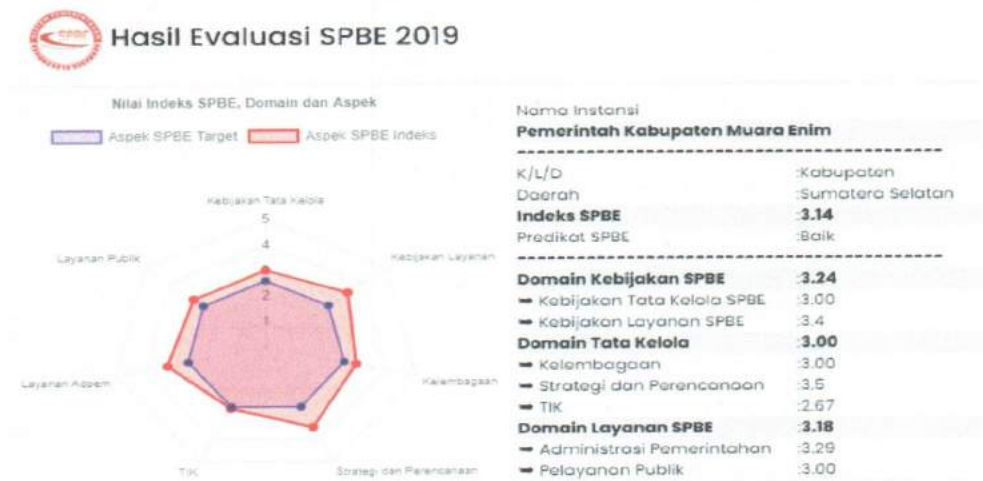 SPBE
Hasil Evaluasi SPBE 2019
Nilai Indeks SPBE, Domain dan Aspek
Aspek SPBE Target
Aspek SPBE Indeks
Kebijakan Tata Kelola
5
4
2
1
Kebijakan Layanan
Kelembagaan
Strategi dan Perencanaan
TIK
Layanan Adpem
Layanan Publik
Nama Instansi
Pemerintah Kabupaten Muara Enim
K/L/D :Kabupaten
Daerah :Sumatera Selatan
Indeks SPBE :3.14
Predikat SPBE :Baik
Domain Kebijakan SPBE :3.24
➥ Kebijakan Tata Kelola SPBE :3.00
➥ Kebijakan Layanan SPBE :3.4
Domain Tata Kelola :3.00
➥ Kelembagaan :3.00
➥ Strategi dan Perencanaan :3.5
➥ TIK :2.67
Domain Layanan SPBE :3.18
➥ Administrasi Pemerintahan :3.29
➥ Pelayanan Publik :3.00